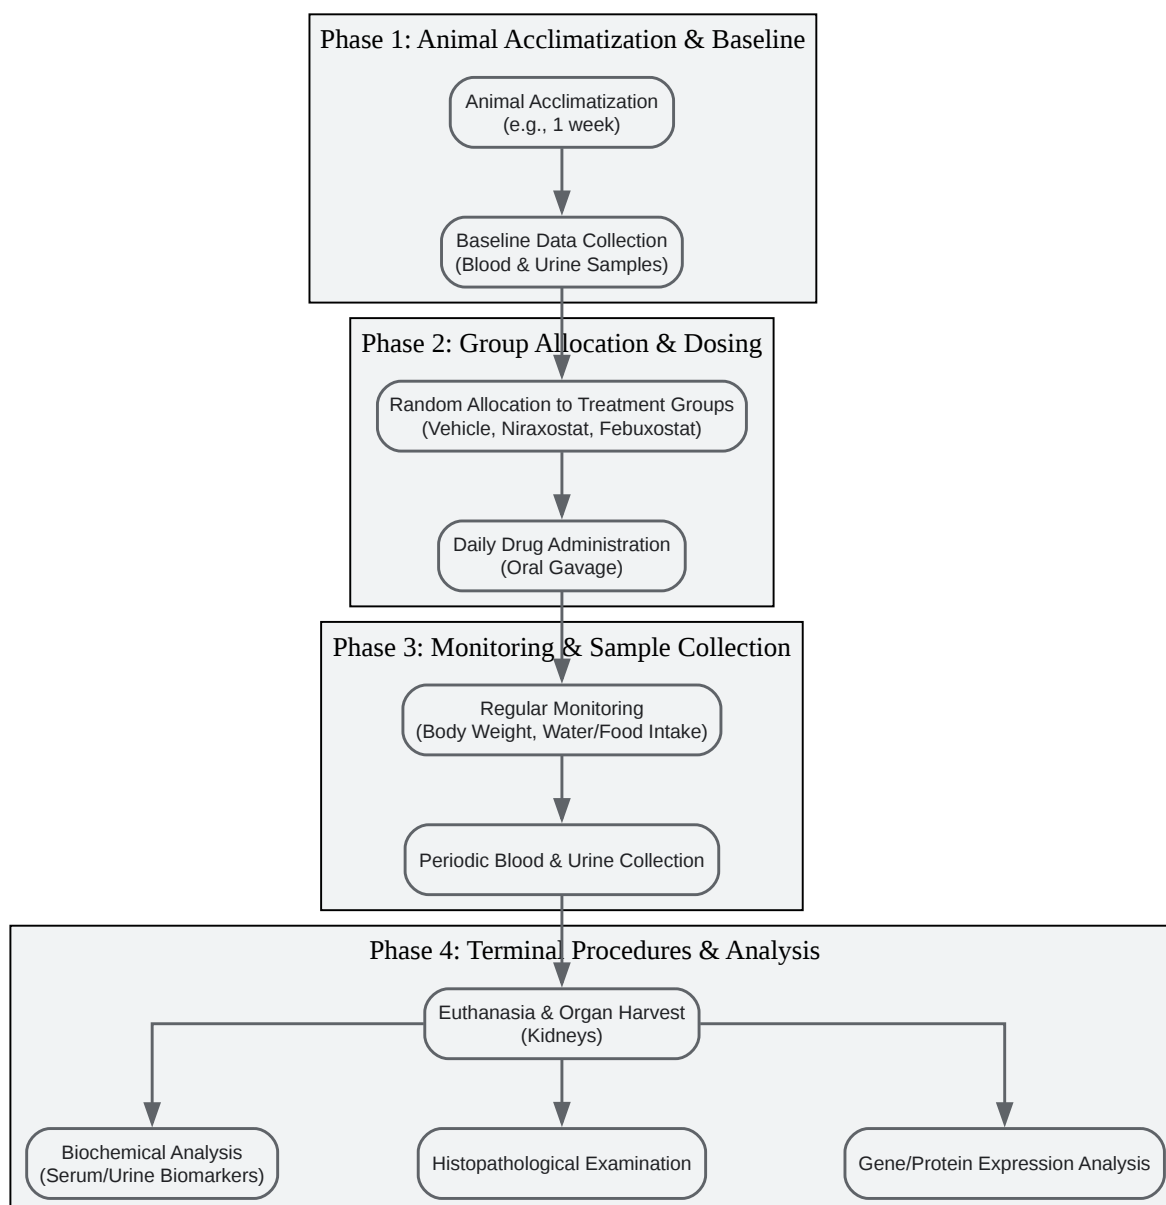 Phase 1: Animal Acclimatization & Baseline
Animal Acclimatization
(e.g., 1 week)
Baseline Data Collection
(Blood & Urine Samples)
Phase 2: Group Allocation & Dosing
Random Allocation to Treatment Groups
(Vehicle, Niraxostat, Febuxostat)
Daily Drug Administration
(Oral Gavage)
Phase 3: Monitoring & Sample Collection
Regular Monitoring
(Body Weight, Water/Food Intake)
Periodic Blood & Urine Collection
Phase 4: Terminal Procedures & Analysis
Euthanasia & Organ Harvest
(Kidneys)
Biochemical Analysis
(Serum/Urine Biomarkers)
Histopathological Examination
Gene/Protein Expression Analysis